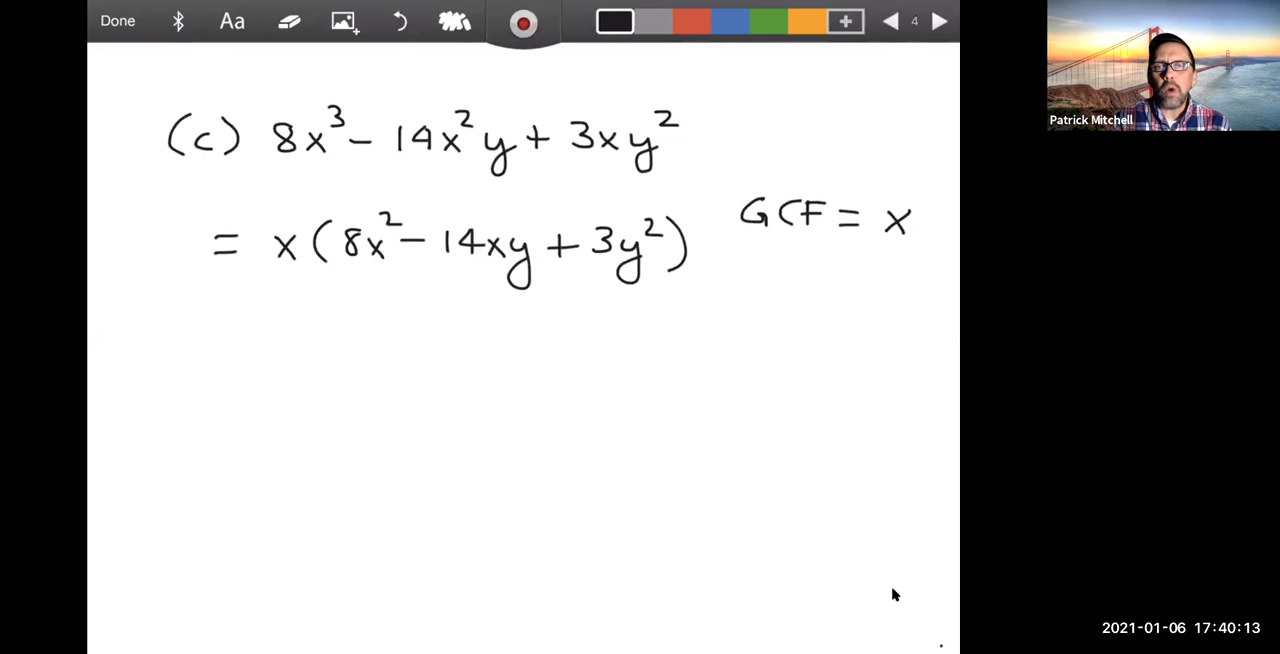 Done Aa 4
(c) 8x³ - 14x²y + 3xy²
= x(8x² - 14xy + 3y²) GCF = x
Patrick Mitchell
2021-01-06 17:40:13